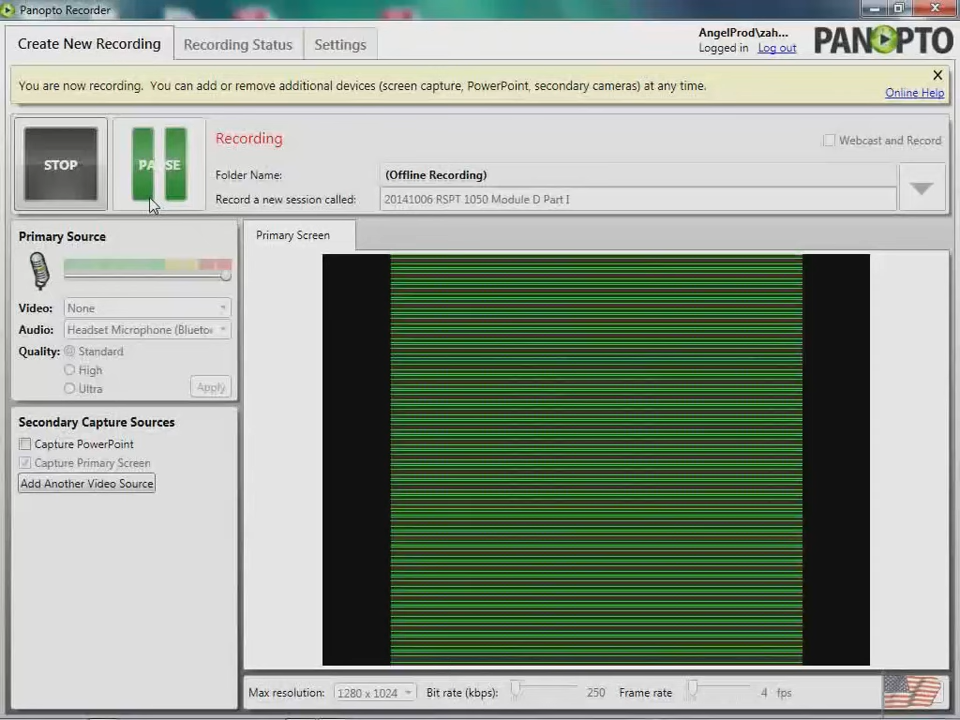 Panopto Recorder
Create New Recording
Recording Status
Settings
AngelProd\zah...
Logged in Log out
PANOPTO
You are now recording. You can add or remove additional devices (screen capture, PowerPoint, secondary cameras) at any time.
X
Online Help
STOP
PAUSE
Recording
Webcast and Record
Folder Name: (Offline Recording)
Record a new session called: 20141006 RSPT 1050 Module D Part I
Primary Source
Video: None
Audio: Headset Microphone (Bluetoo
Quality: Standard
High
Ultra
Apply
Secondary Capture Sources
Capture PowerPoint
Capture Primary Screen
Add Another Video Source
Primary Screen
Max resolution: 1280 x 1024 Bit rate (kbps): 250 Frame rate 4 fps